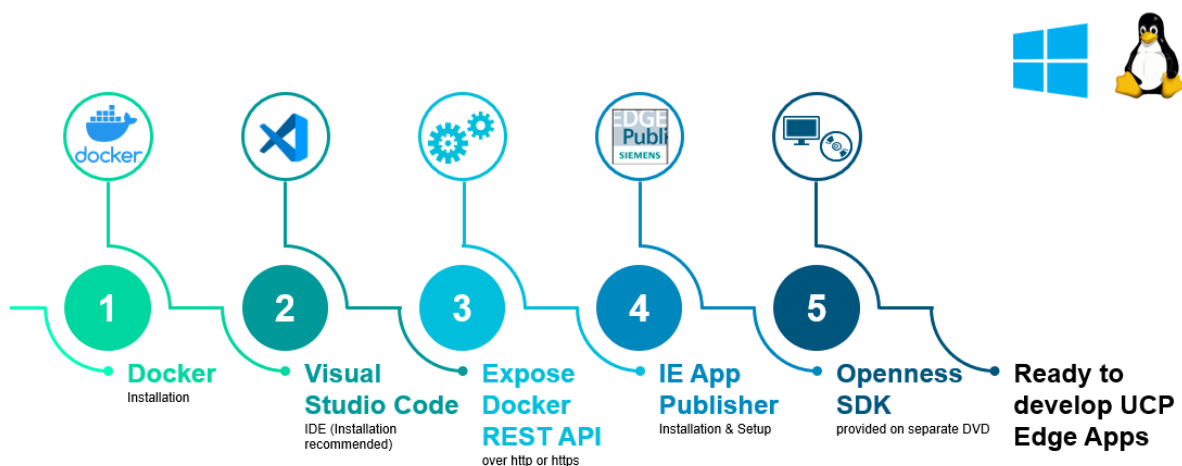 docker
EDGE
Publi
SIEMENS
1
2
3
4
5
Docker
Installation
Visual
Studio Code
IDE (Installation
recommended)
Expose
Docker
REST API
over http or https
IE App
Publisher
Installation & Setup
Openness
SDK
provided on separate DVD
Ready to
develop UCP
Edge Apps